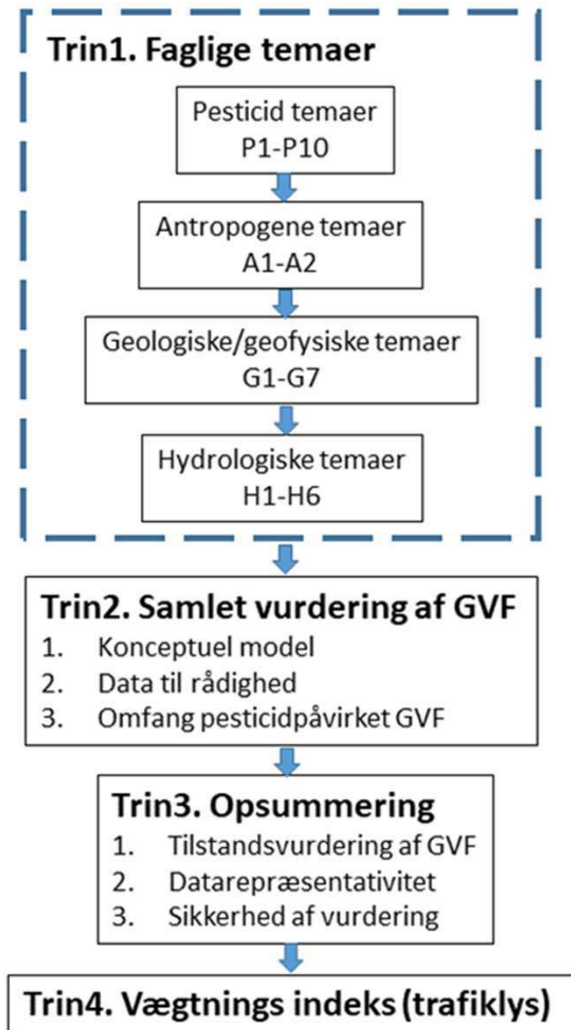 Trin1. Faglige temaer
Pesticid temaer
P1-P10
Antropogene temaer
A1-A2
Geologiske/geofysiske temaer
G1-G7
Hydrologiske temaer
H1-H6
Trin2. Samlet vurdering af GVF
1. Konceptuel model
2. Data til rådighed
3. Omfang pesticidpåvirket GVF
Trin3. Opsummering
1. Tilstandsvurdering af GVF
2. Datarepræsentativitet
3. Sikkerhed af vurdering
Trin4. Vægtnings indeks (trafiklys)